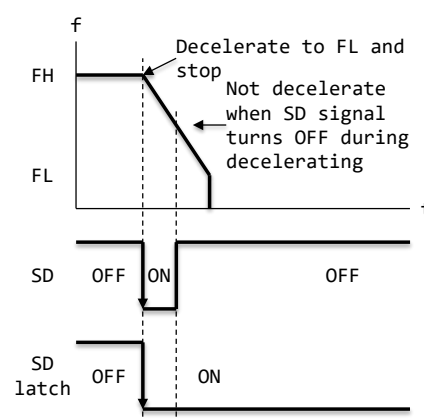 f
Decelerate to FL and
stop
FH
Not decelerate
when SD signal
turns OFF during
decelerating
FL
t
SD OFF ON OFF
SD
latch OFF ON